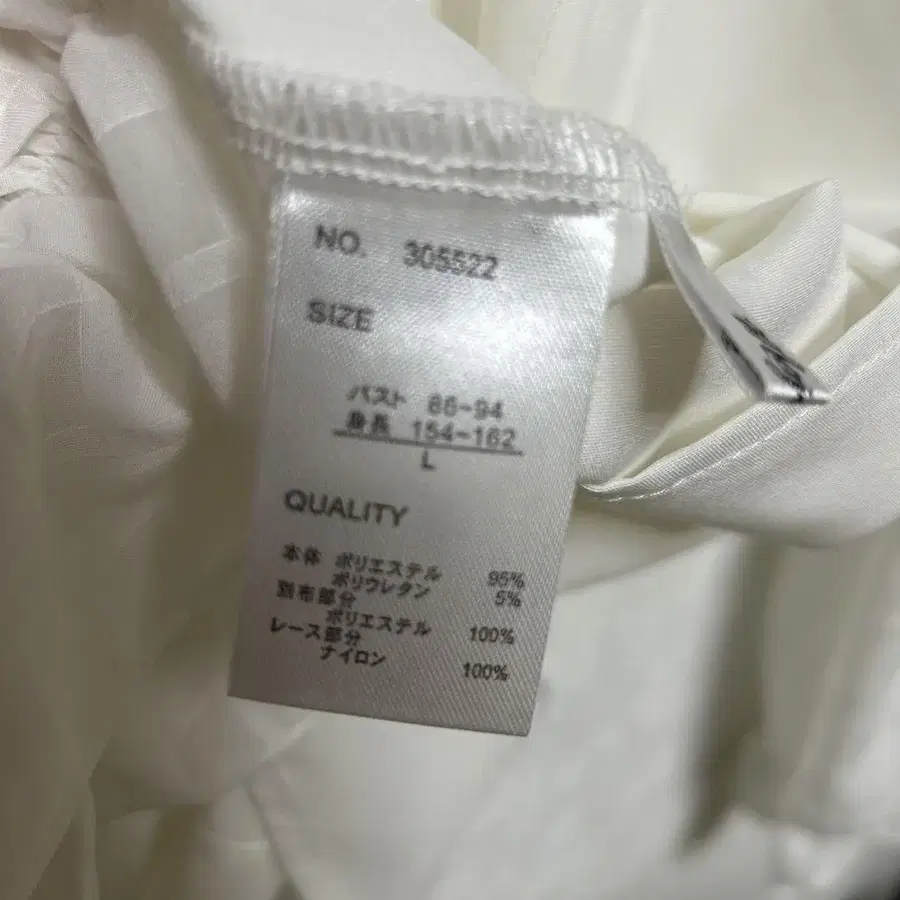 NO. 305522
SIZE
バスト 86-94
身長 154-162
L
QUALITY
本体 ポリエステル 95%
ポリウレタン 5%
別布部分
ポリエステル 100%
レース部分
ナイロン 100%